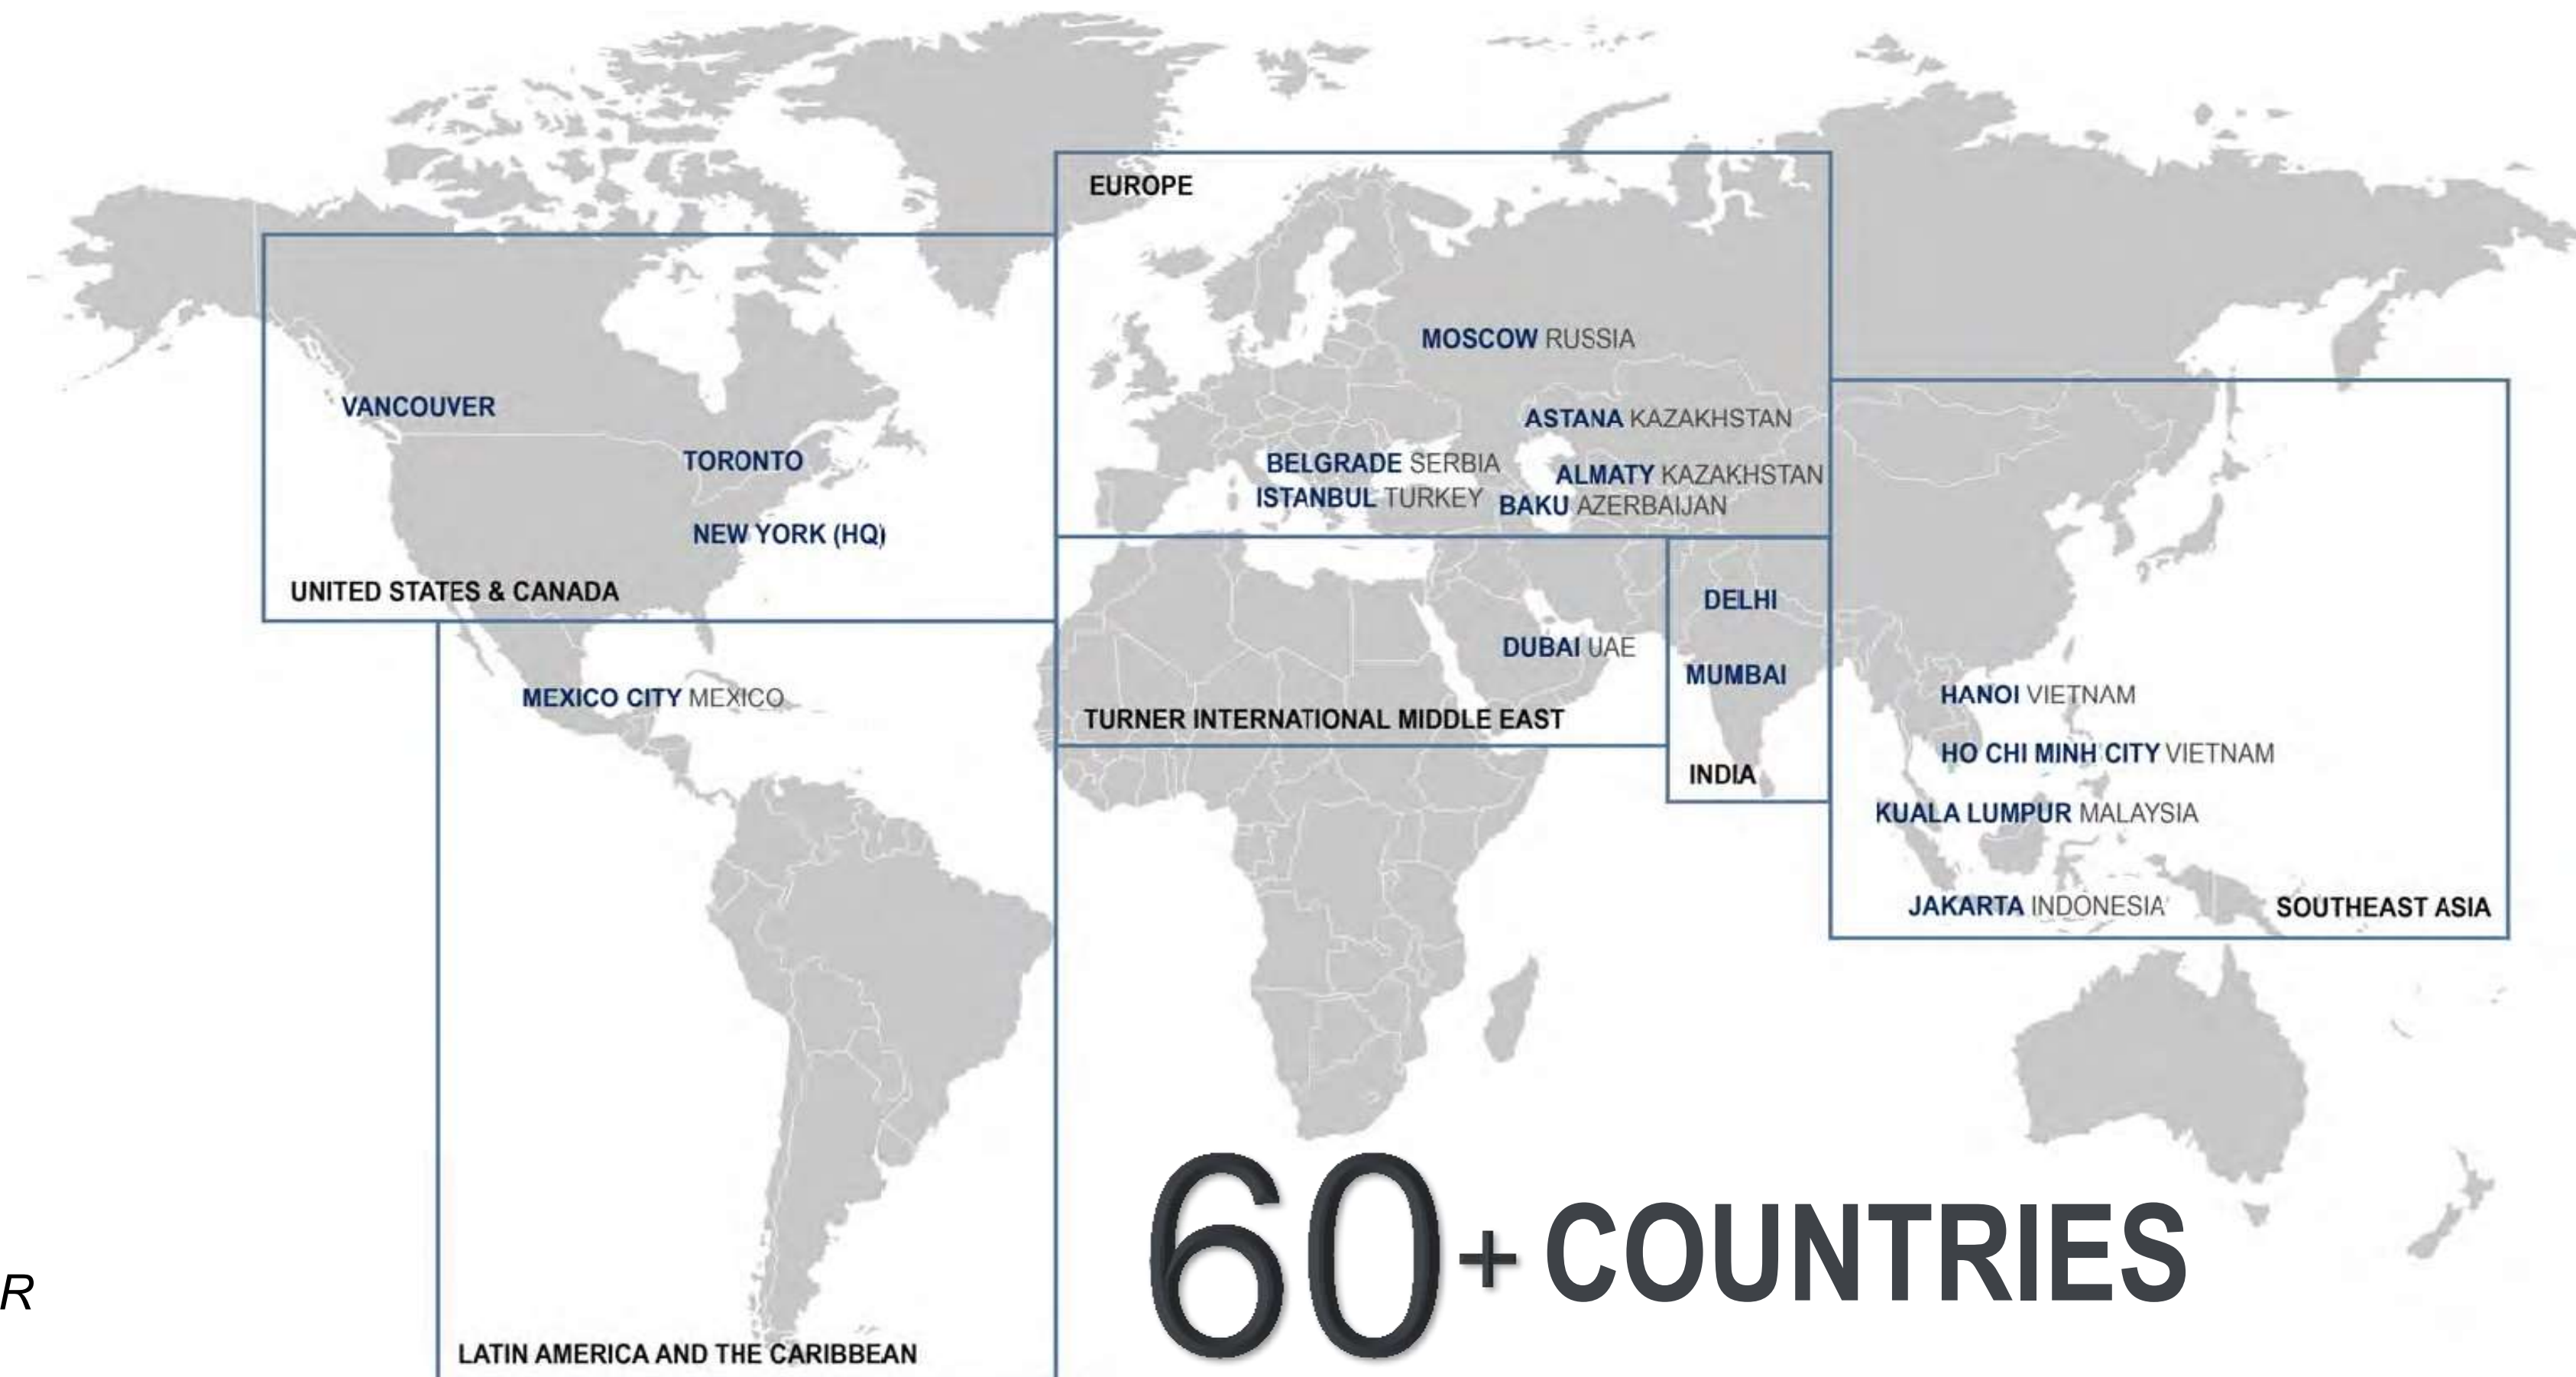 EUROPE
MOSCOW RUSSIA
VANCOUVER
ASTANA KAZAKHSTAN
TORONTO
BELGRADE SERBIA
ALMATY KAZAKHSTAN
ISTANBUL TURKEY
BAKU AZERBAIJAN
NEW YORK (HQ)
UNITED STATES & CANADA
DELHI
DUBAI UAE
MUMBAI
MEXICO CITY MEXICO
HANOI VIETNAM
TURNER INTERNATIONAL MIDDLE EAST
HO CHI MINH CITY VIETNAM
INDIA
KUALA LUMPUR MALAYSIA
JAKARTA INDONESIA
SOUTHEAST ASIA
60+ COUNTRIES
R
LATIN AMERICA AND THE CARIBBEAN